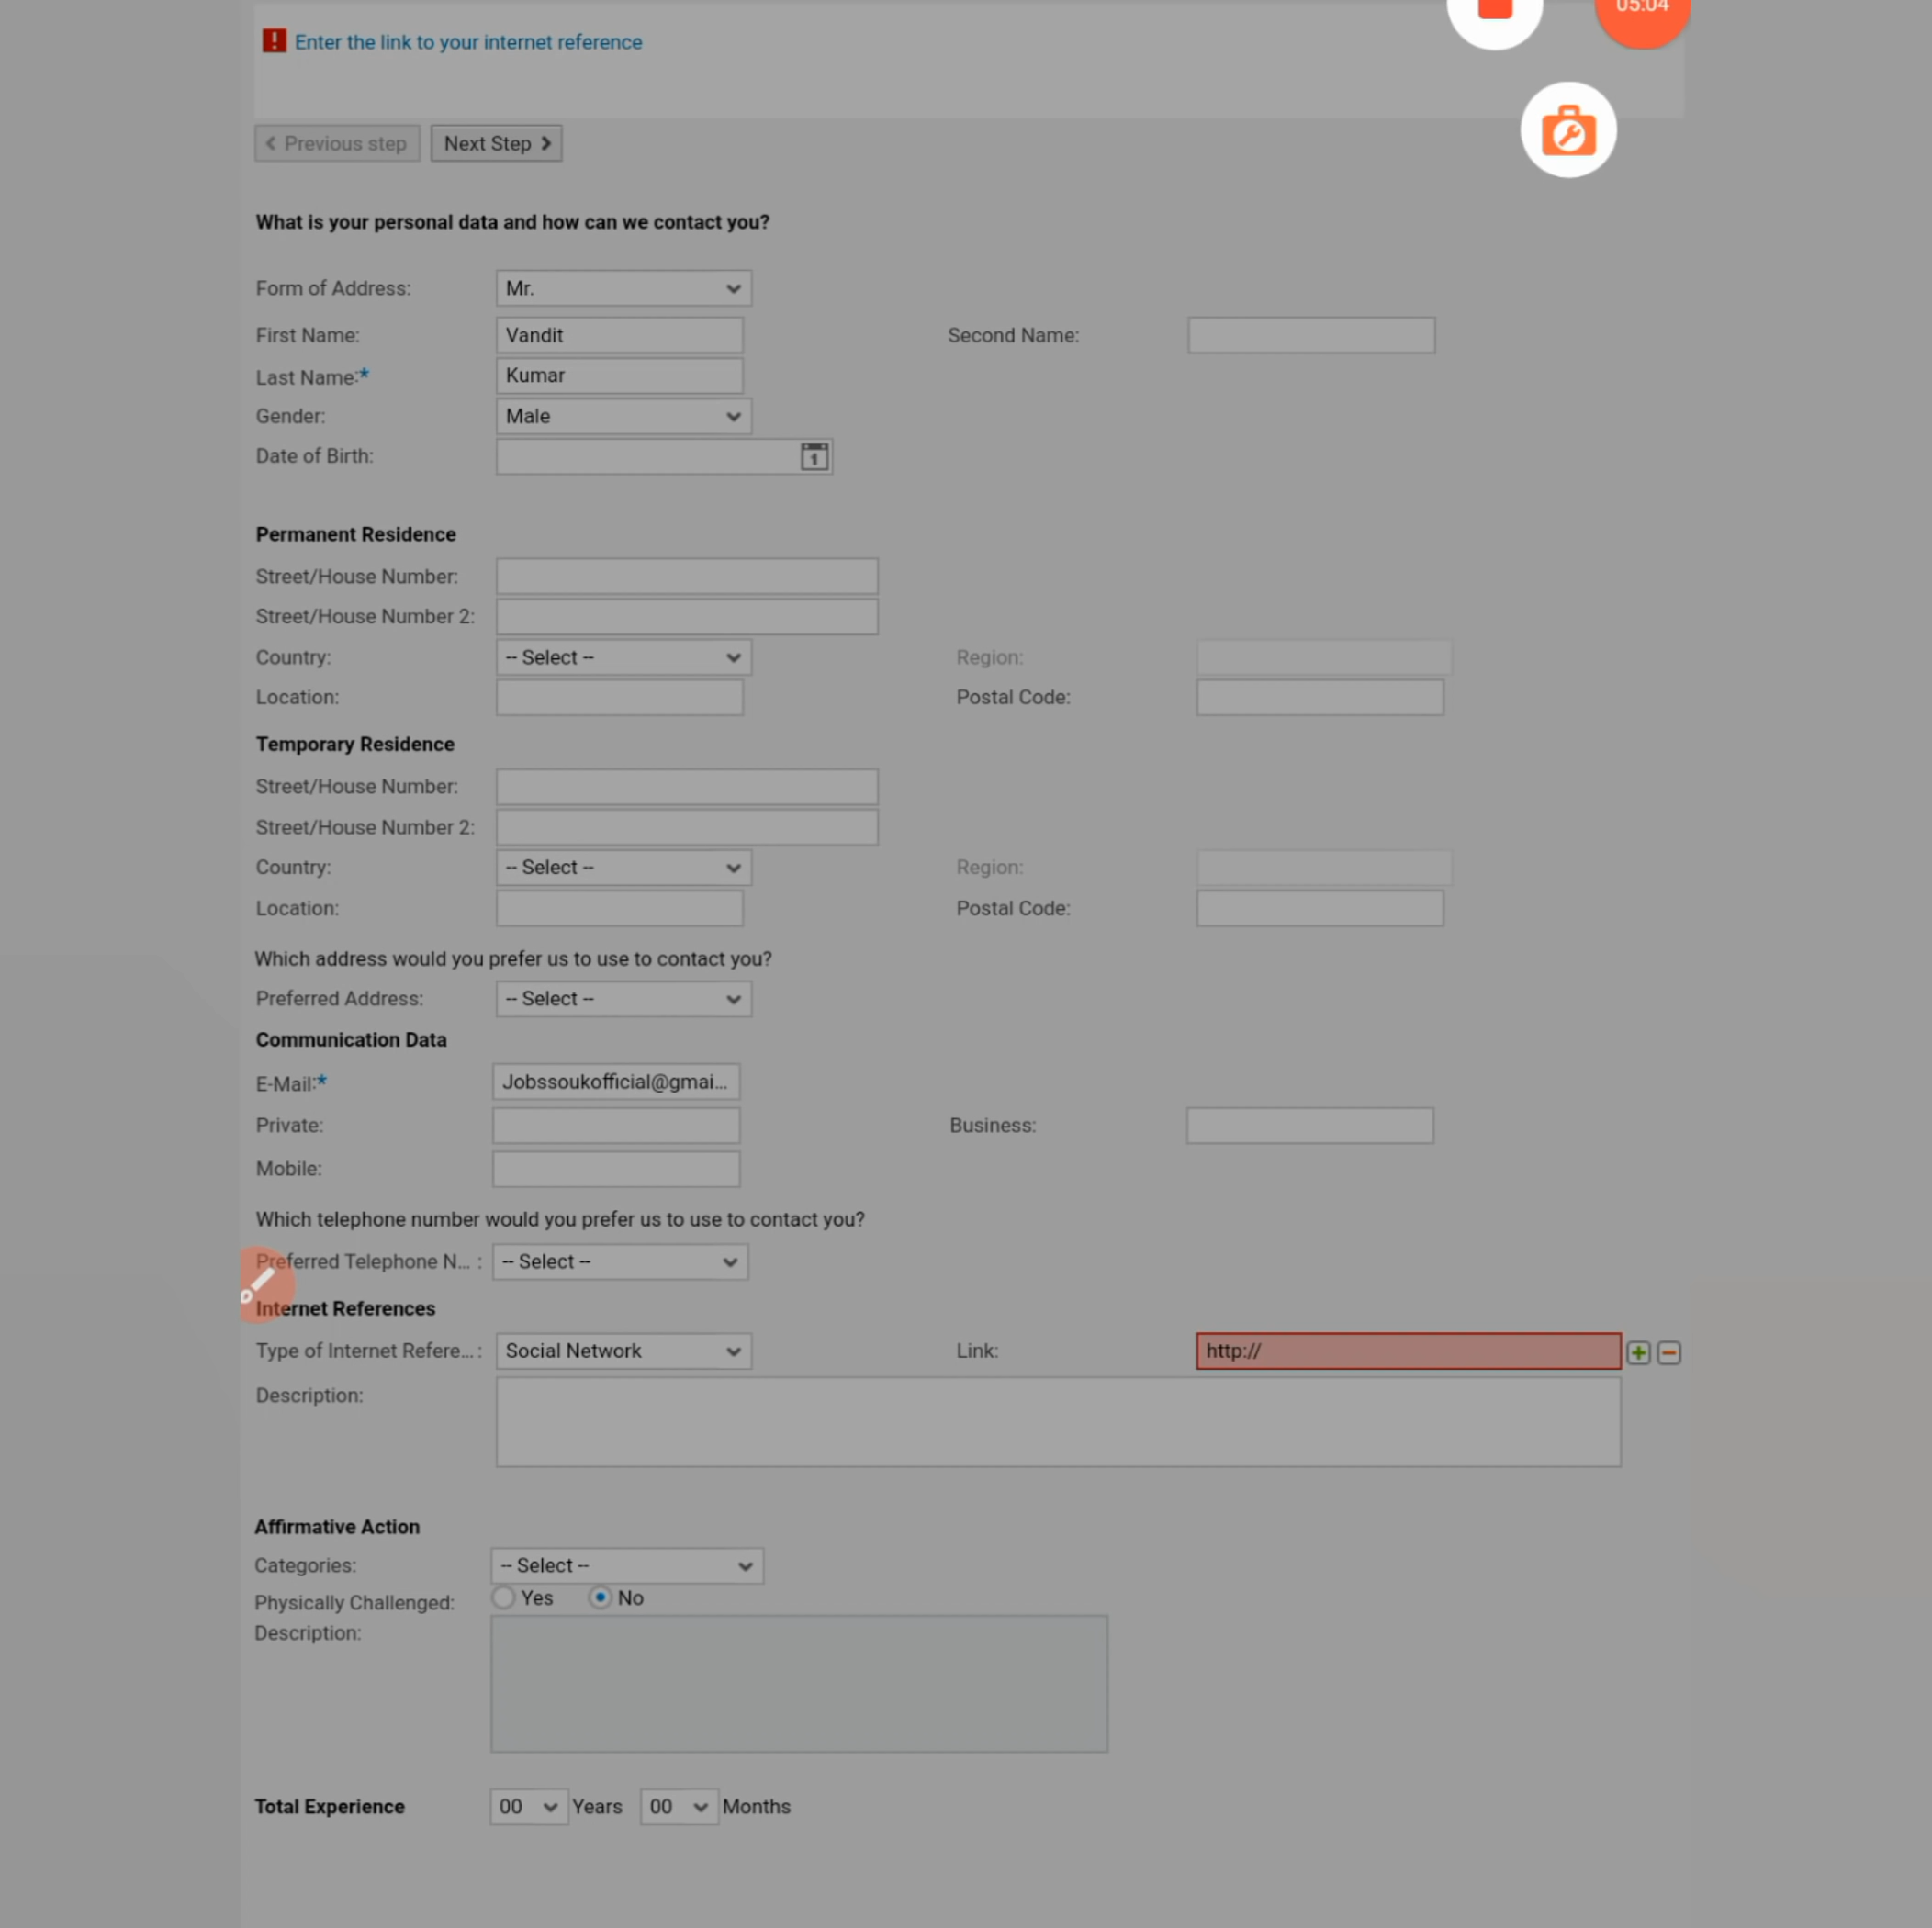 05:04
Enter the link to your internet reference
Previous step Next Step
What is your personal data and how can we contact you?
Form of Address: Mr.
First Name: Vandit Second Name:
Last Name:* Kumar
Gender: Male
Date of Birth: 1
Permanent Residence
Street/House Number:
Street/House Number 2:
Country: -- Select -- Region:
Location: Postal Code:
Temporary Residence
Street/House Number:
Street/House Number 2:
Country: -- Select -- Region:
Location: Postal Code:
Which address would you prefer us to use to contact you?
Preferred Address: -- Select --
Communication Data
E-Mail:* Jobssoukofficial@gmai...
Private: Business:
Mobile:
Which telephone number would you prefer us to use to contact you?
Preferred Telephone N... : -- Select --
Internet References
Type of Internet Refere... : Social Network Link: http://
Description:
Affirmative Action
Categories: -- Select --
Physically Challenged: Yes No
Description:
Total Experience 00 Years 00 Months